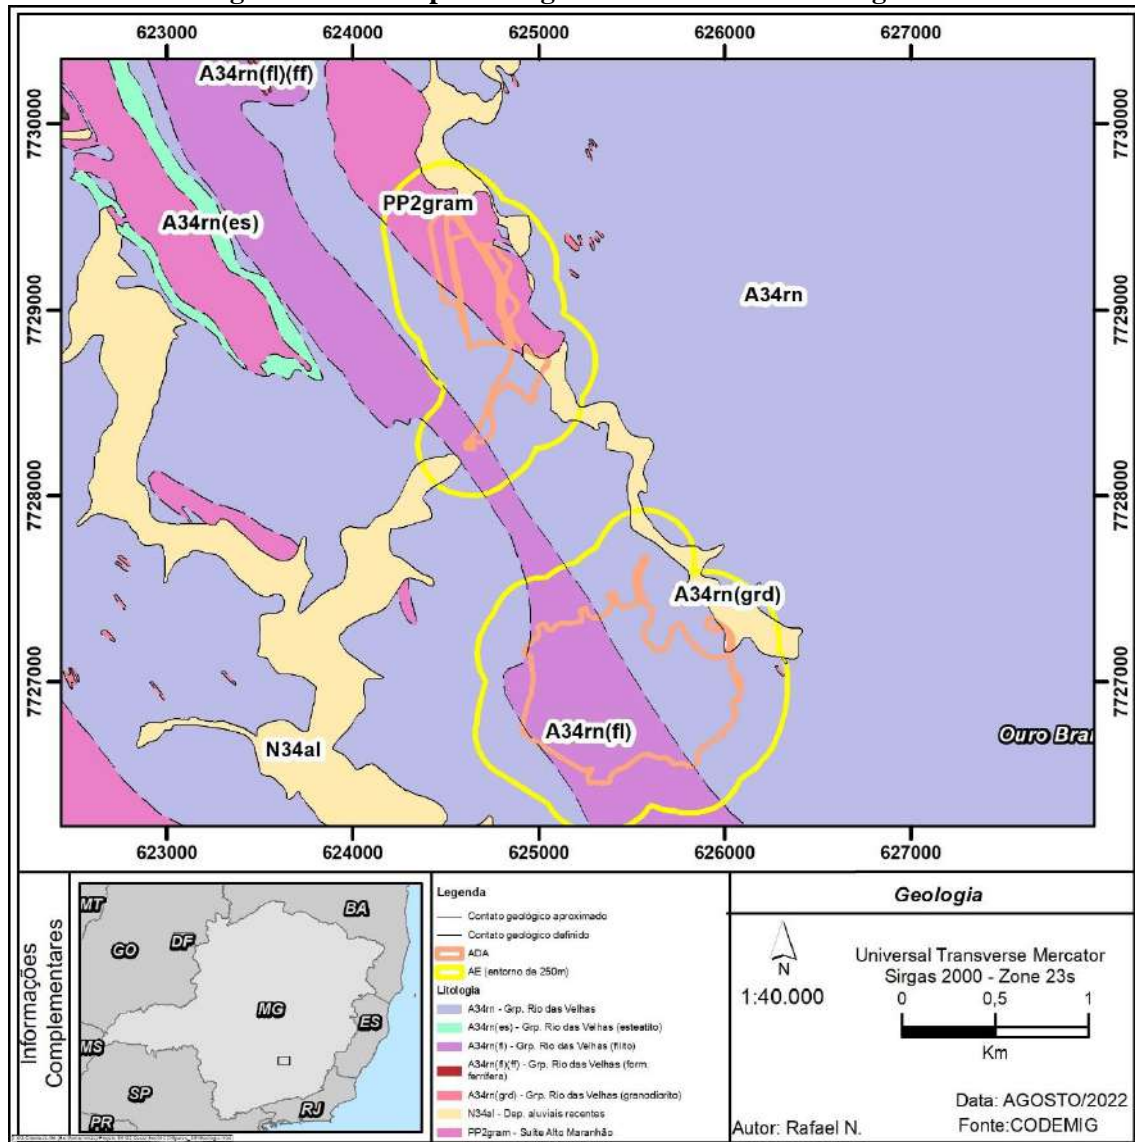 623000 624000 625000 626000 627000
7730000 7730000
7729000 7729000
7728000 7728000
7727000 7727000
A34rn(fl)(ff)
PP2gram
A34rn(es)
A34rn
A34rn(grd)
A34rn(fl)
Ouro Bra
N34al
623000 624000 625000 626000 627000
Informações
Complementares
MT
BA
GO
DF
MG
ES
MS
SP
RJ
PR
Legenda
Contato geológico aproximado
Contato geológico definido
ADA
AE (entorno de 250m)
Litologia
A34rn - Grp. Rio das Velhas
A34rn(es) - Grp. Rio das Velhas (esteatito)
A34rn(fl) - Grp. Rio das Velhas (filito)
A34rn(fl)(ff) - Grp. Rio das Velhas (form.
ferrífera)
A34rn(grd) - Grp. Rio das Velhas (granodiorito)
N34al - Dep. aluviais recentes
PP2gram - Suíte Alto Maranhão
Geologia
N
1:40.000
Universal Transverse Mercator
Sirgas 2000 - Zone 23s
0 0,5 1
Km
Data: AGOSTO/2022
Autor: Rafael N. Fonte:CODEMIG